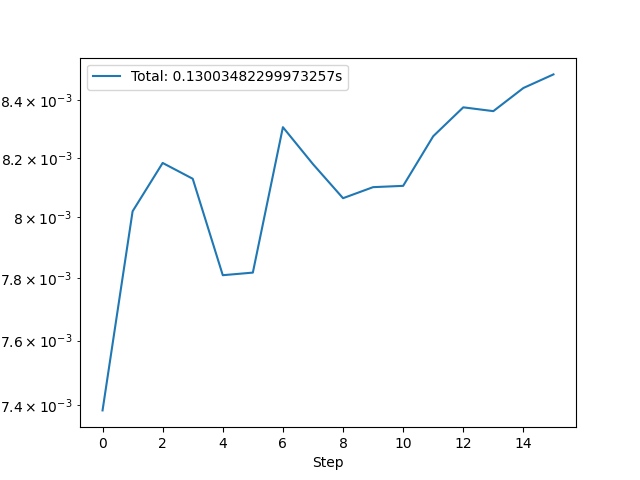 Total: 0.13003482299973257s
8.4 × 10⁻³
8.2 × 10⁻³
8 × 10⁻³
7.8 × 10⁻³
7.6 × 10⁻³
7.4 × 10⁻³
0 2 4 6 8 10 12 14
Step